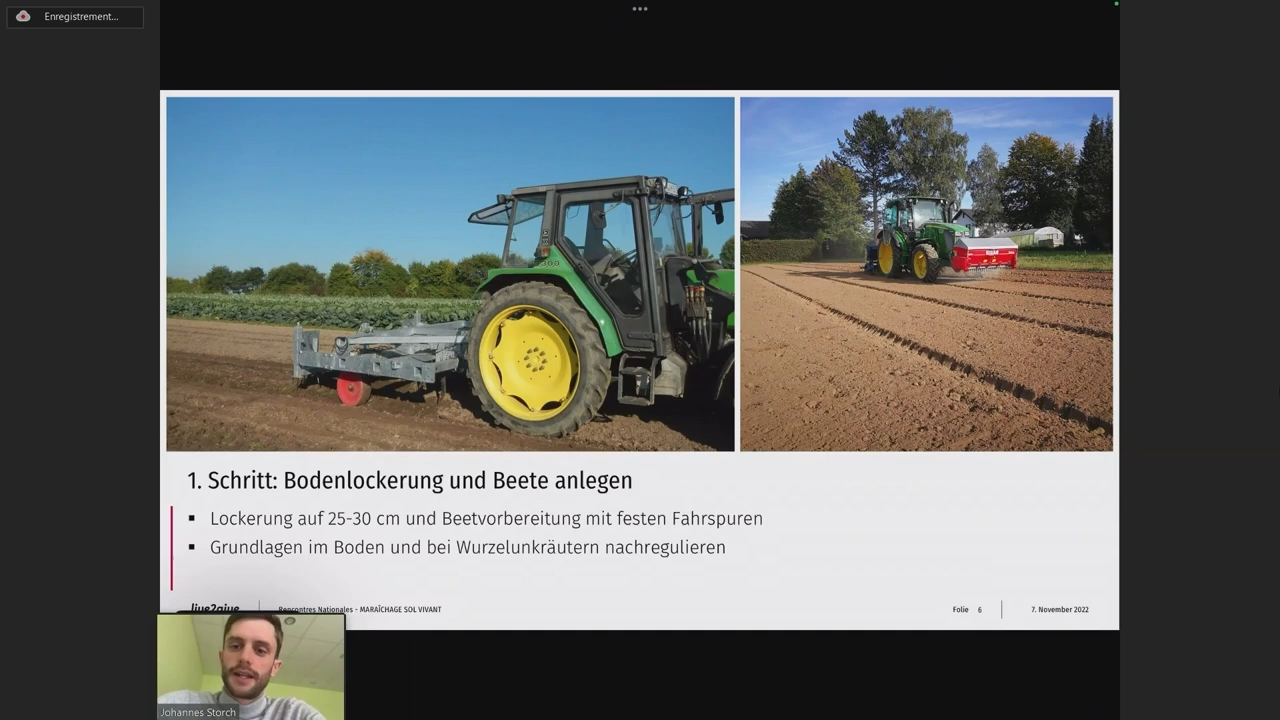 Enregistrement...
1. Schritt: Bodenlockerung und Beete anlegen
▪ Lockerung auf 25-30 cm und Beetvorbereitung mit festen Fahrspuren
▪ Grundlagen im Boden und bei Wurzelunkräutern nachregulieren
live2give
Rencontres Nationales - MARAÎCHAGE SOL VIVANT
Folie 6
7. November 2022
Johannes Storch